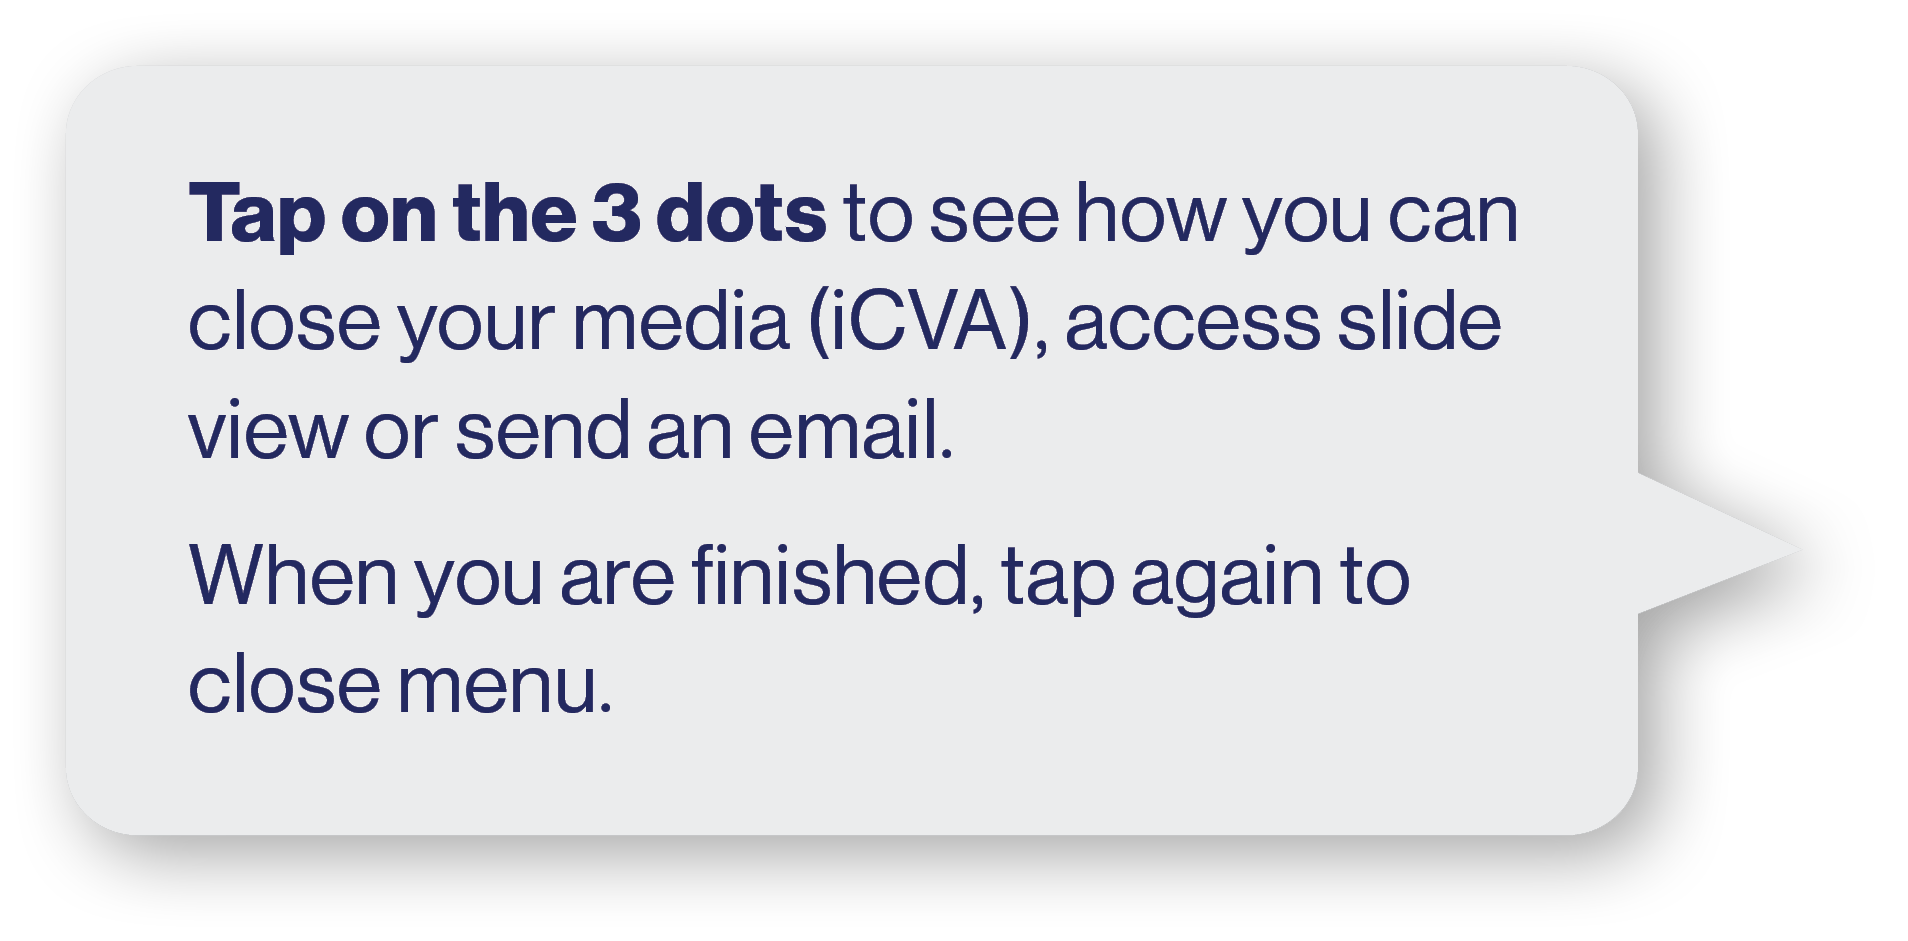 Tap on the 3 dots to see how you can
close your media (iCVA), access slide
view or send an email.
When you are finished, tap again to
close menu.